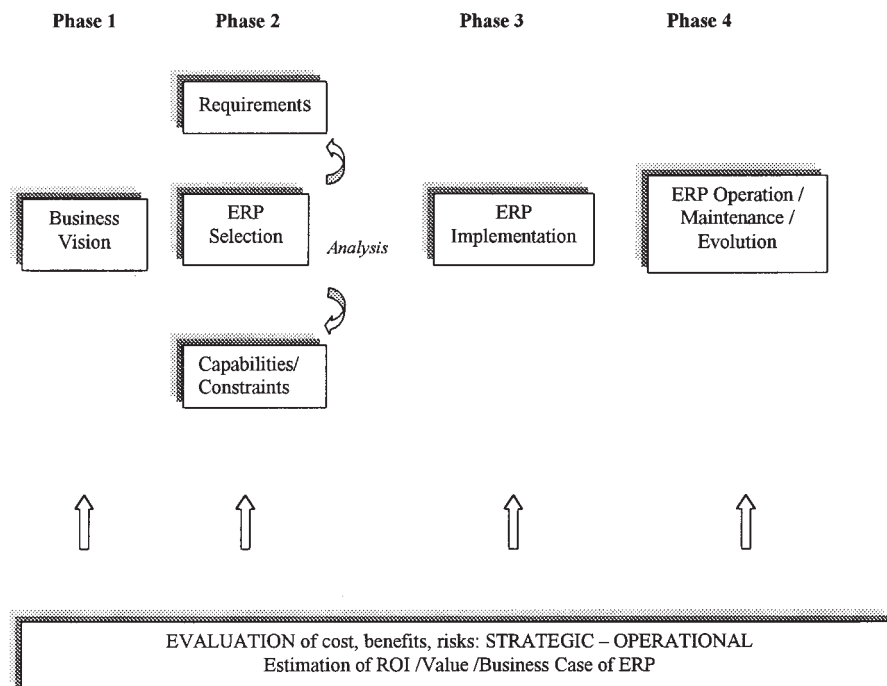 Phase 1 Phase 2 Phase 3 Phase 4
Requirements
Business
Vision
ERP
Selection
Analysis
Capabilities/
Constraints
ERP
Implementation
ERP Operation /
Maintenance /
Evolution
EVALUATION of cost, benefits, risks: STRATEGIC – OPERATIONAL
Estimation of ROI /Value /Business Case of ERP